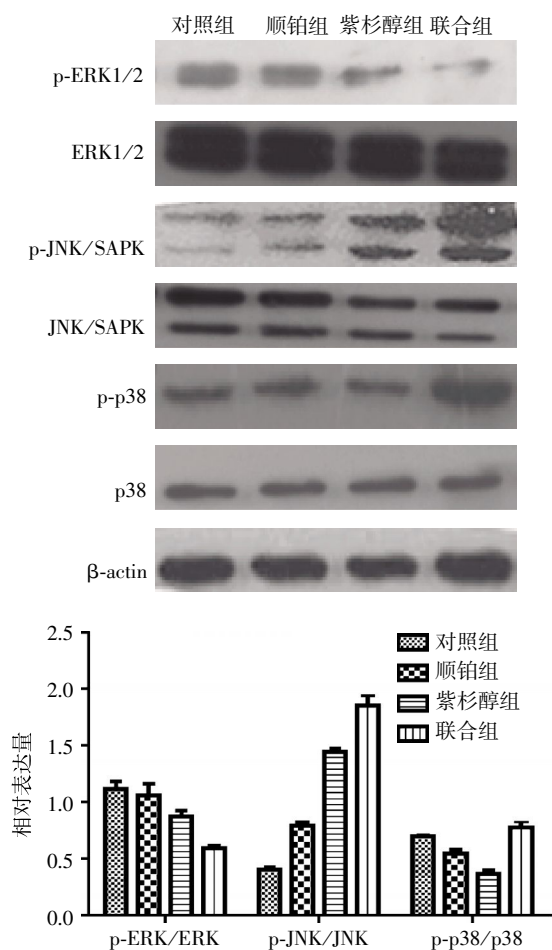 对照组 顺铂组 紫杉醇组 联合组
p-ERK1/2
ERK1/2
p-JNK/SAPK
JNK/SAPK
p-p38
p38
β-actin
2.5
2.0
1.5
1.0
0.5
0.0
相对表达量
对照组
顺铂组
紫杉醇组
联合组
p-ERK/ERK p-JNK/JNK p-p38/p38